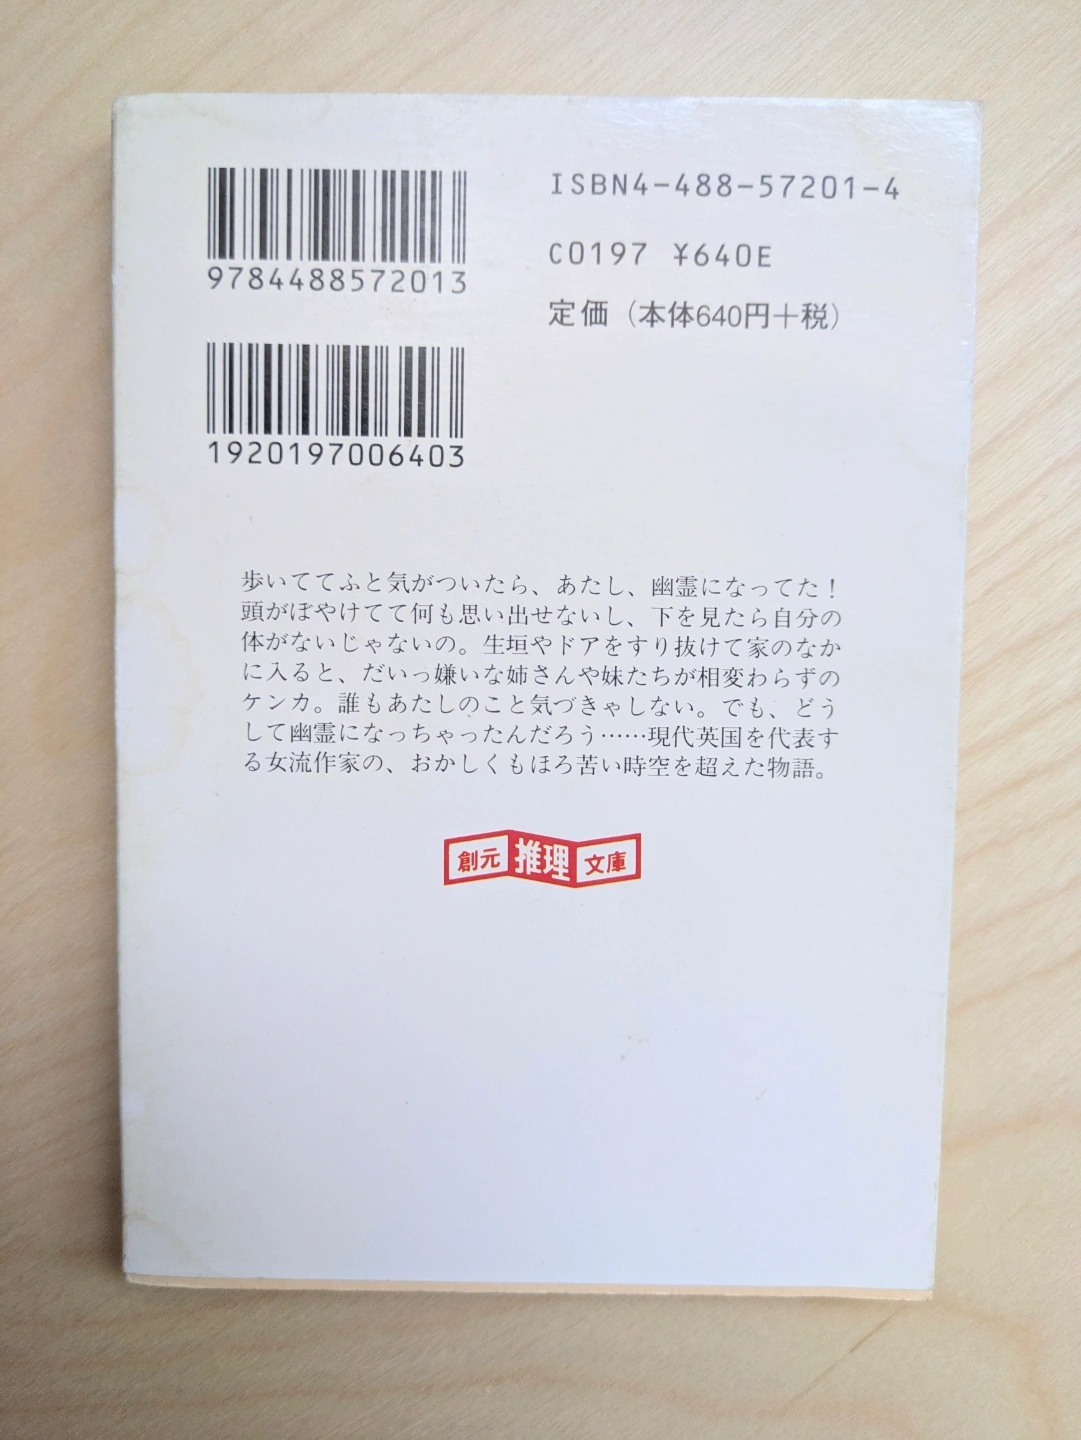 ISBN4-488-57201-4
C0197 ¥640E
定価（本体640円＋税）
9784488572013
1920197006403
歩いててふと気がついたら、あたし、幽霊になってた！
頭がぼやけてて何も思い出せないし、下を見たら自分の
体がないじゃないの。生垣やドアをすり抜けて家のなか
に入ると、だいっ嫌いな姉さんや妹たちが相変わらずの
ケンカ。誰もあたしのこと気づきゃしない。でも、どう
して幽霊になっちゃったんだろう……現代英国を代表す
る女流作家の、おかしくもほろ苦い時空を超えた物語。
創元推理文庫